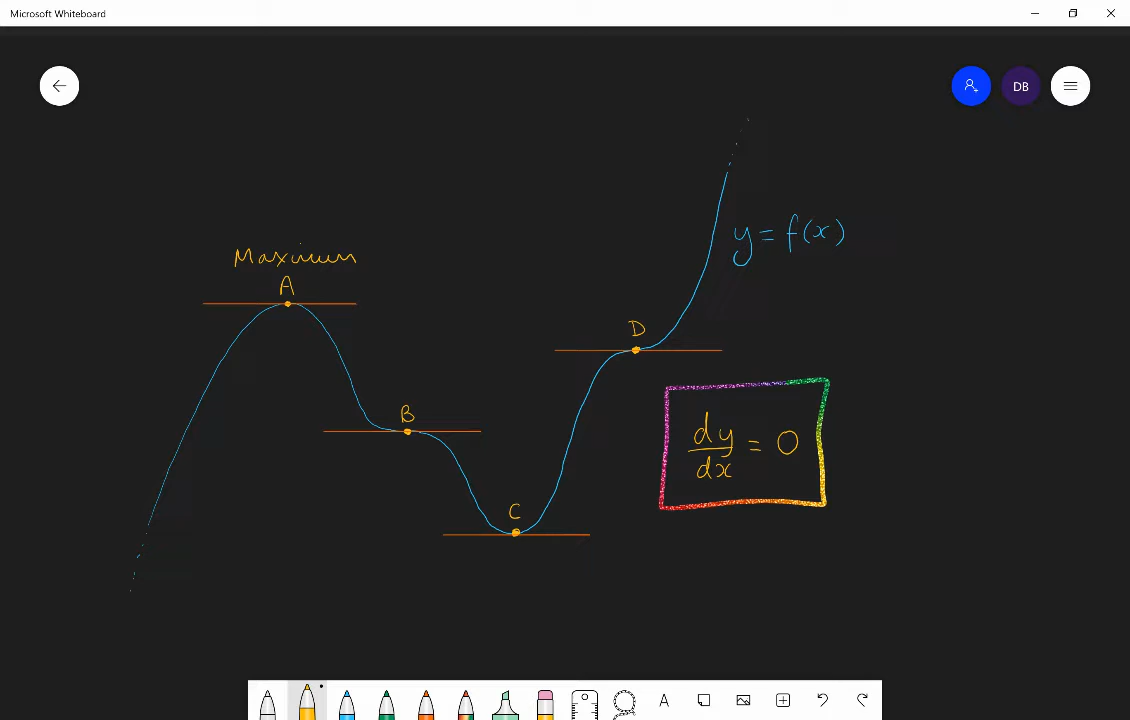 Microsoft Whiteboard
DB
y = f(x)
Maximum
A
D
B
dy/dx = 0
C
A